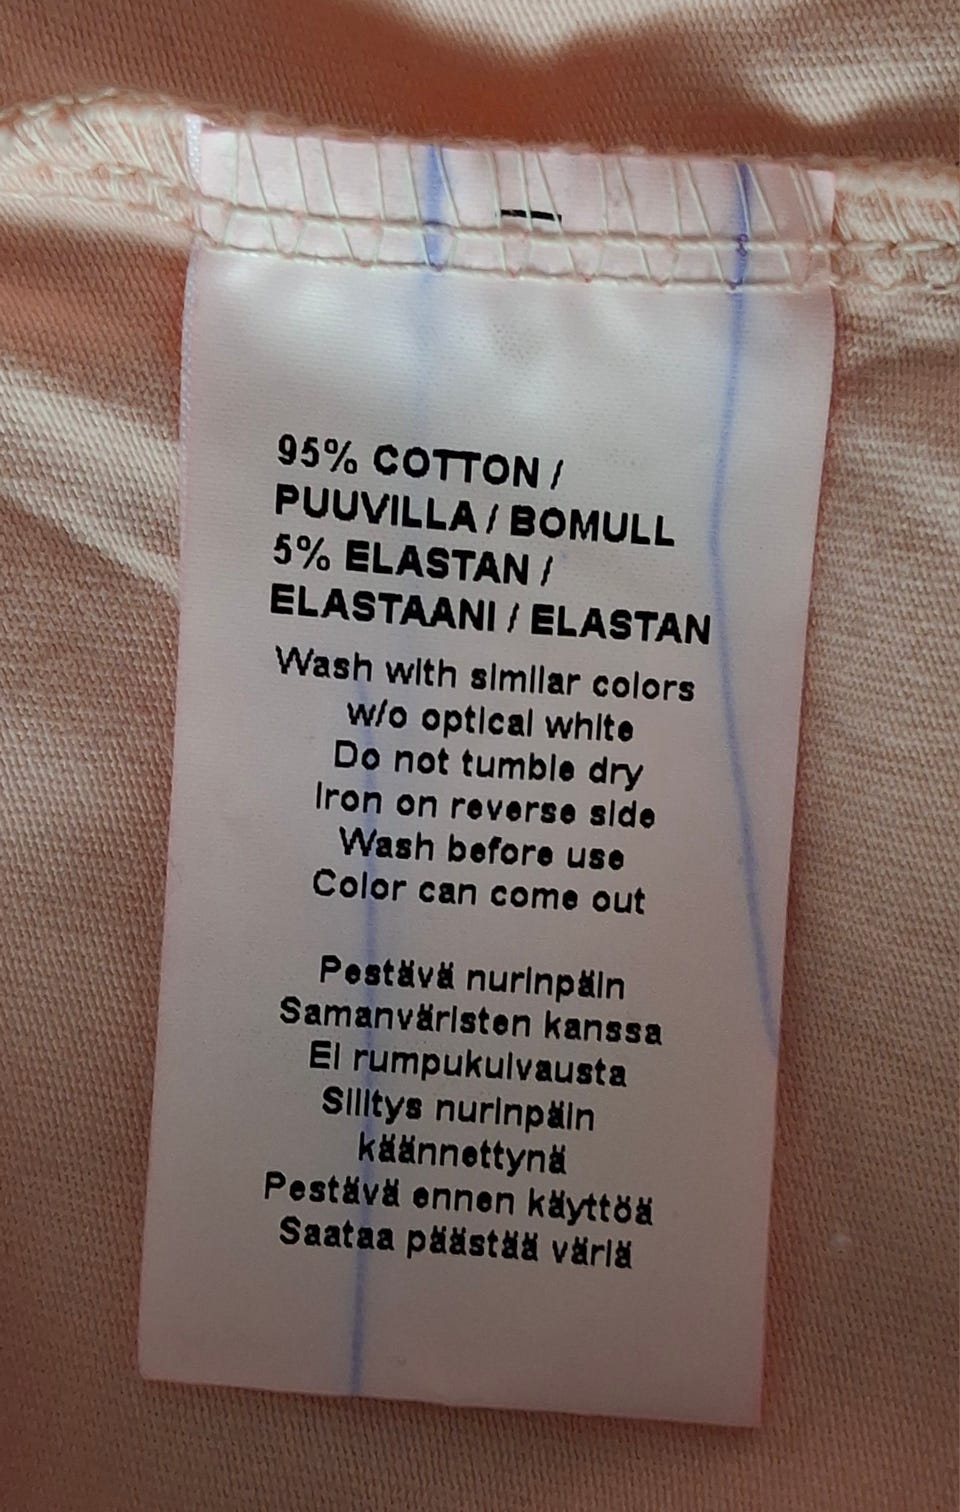 95% COTTON /
PUUVILLA / BOMULL
5% ELASTAN /
ELASTAANI / ELASTAN
Wash with similar colors
w/o optical white
Do not tumble dry
Iron on reverse side
Wash before use
Color can come out
Pestävä nurinpäin
Samanväristen kanssa
Ei rumpukuivausta
Silitys nurinpäin
käännettynä
Pestävä ennen käyttöä
Saataa päästää väriä